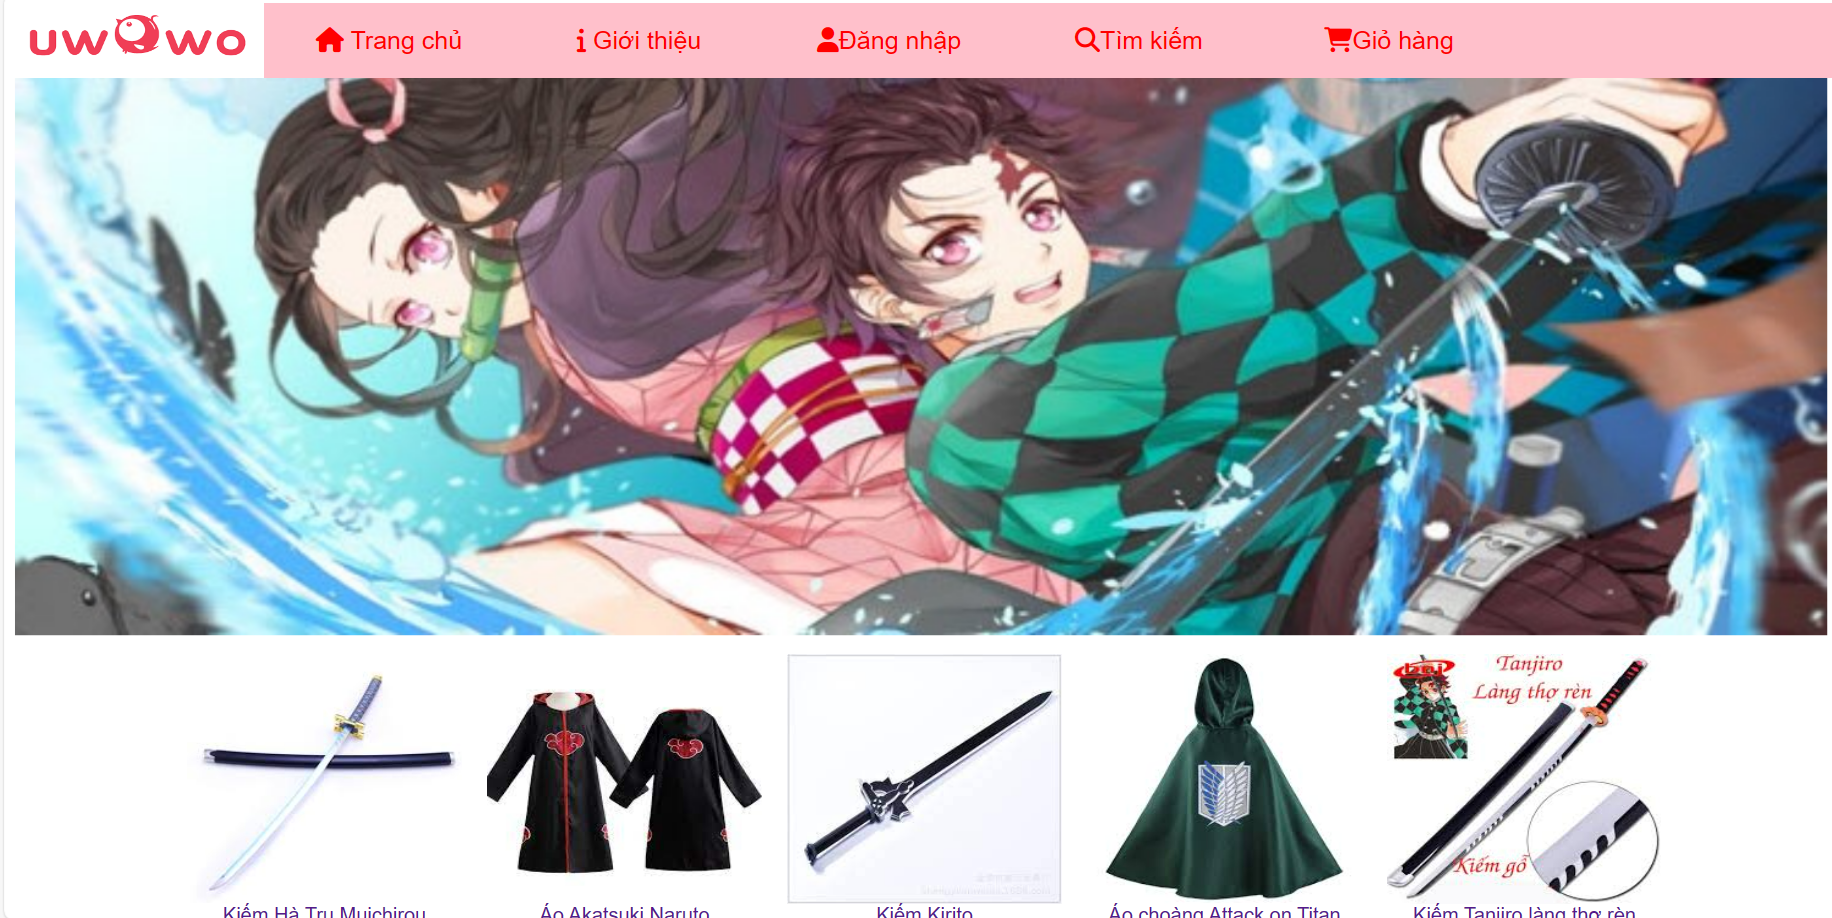 uwowo
Trang chủ
Giới thiệu
Đăng nhập
Tìm kiếm
Giỏ hàng
Tanjiro
Làng thợ rèn
Kiếm gỗ
Kiếm Hà Trụ Muichirou
Áo Akatsuki Naruto
Kiếm Kirito
Áo choàng Attack on Titan
Kiếm Tanjiro làng thợ rèn